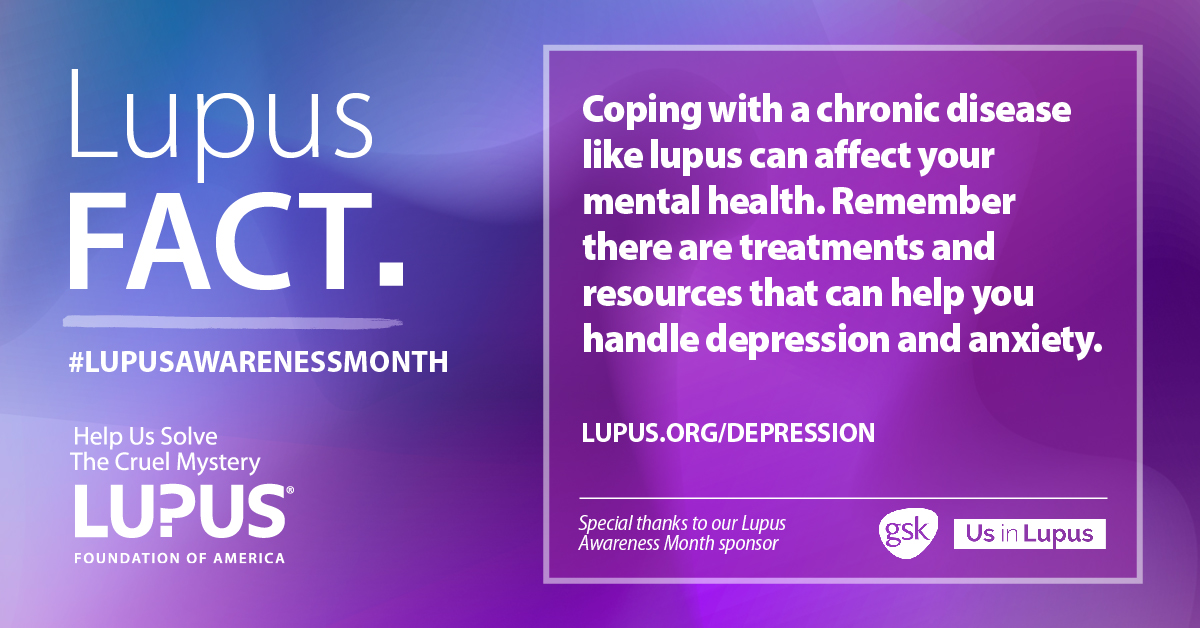 Lupus
FACT.
#LUPUSAWARENESSMONTH
Help Us Solve
The Cruel Mystery
LUPUS®
FOUNDATION OF AMERICA
Coping with a chronic disease
like lupus can affect your
mental health. Remember
there are treatments and
resources that can help you
handle depression and anxiety.
LUPUS.ORG/DEPRESSION
Special thanks to our Lupus
Awareness Month sponsor
gsk
Us in Lupus